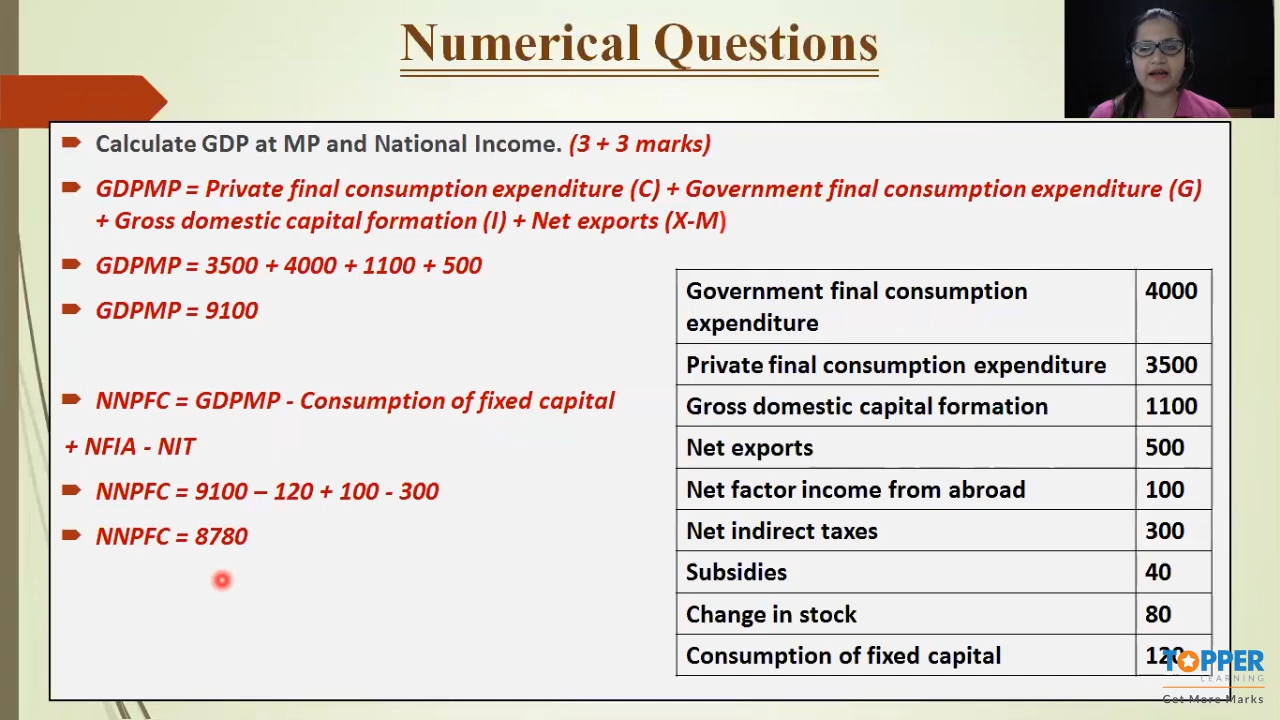 Numerical Questions
Calculate GDP at MP and National Income. (3 + 3 marks)
GDPMP = Private final consumption expenditure (C) + Government final consumption expenditure (G)
+ Gross domestic capital formation (I) + Net exports (X-M)
GDPMP = 3500 + 4000 + 1100 + 500
GDPMP = 9100
NNPFC = GDPMP - Consumption of fixed capital
+ NFIA - NIT
NNPFC = 9100 – 120 + 100 - 300
NNPFC = 8780
Government final consumption 4000
expenditure
Private final consumption expenditure 3500
Gross domestic capital formation 1100
Net exports 500
Net factor income from abroad 100
Net indirect taxes 300
Subsidies 40
Change in stock 80
Consumption of fixed capital 120
TOPPER
LEARNING
Get More Marks